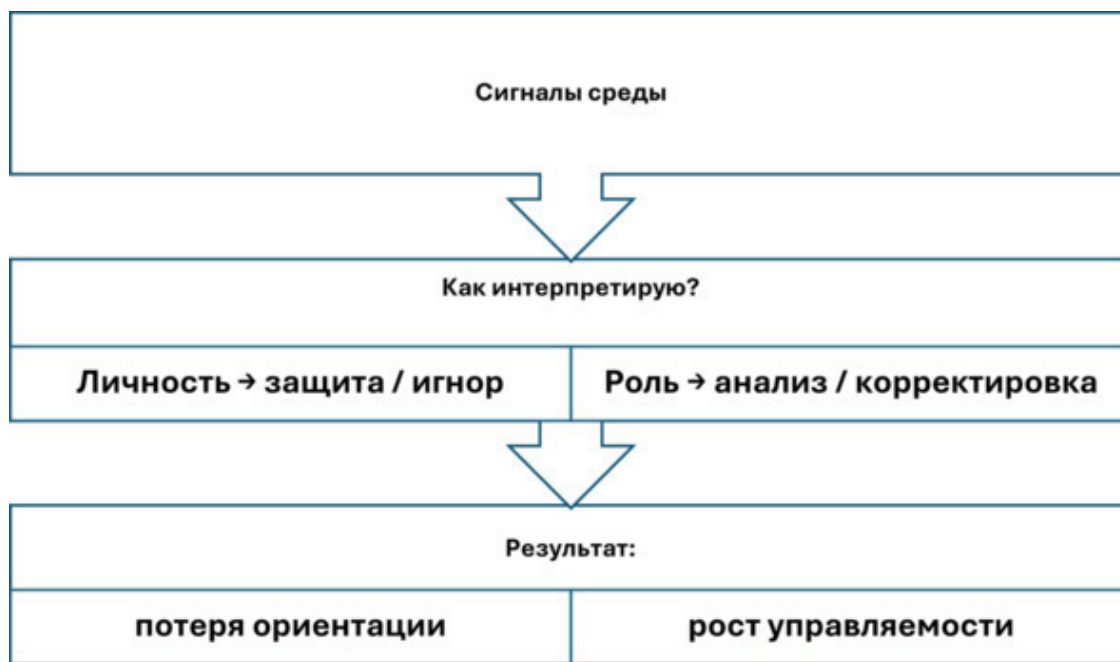 Сигналы среды
Как интерпретирую?
Личность → защита / игнор
Роль → анализ / корректировка
Результат:
потеря ориентации
рост управляемости